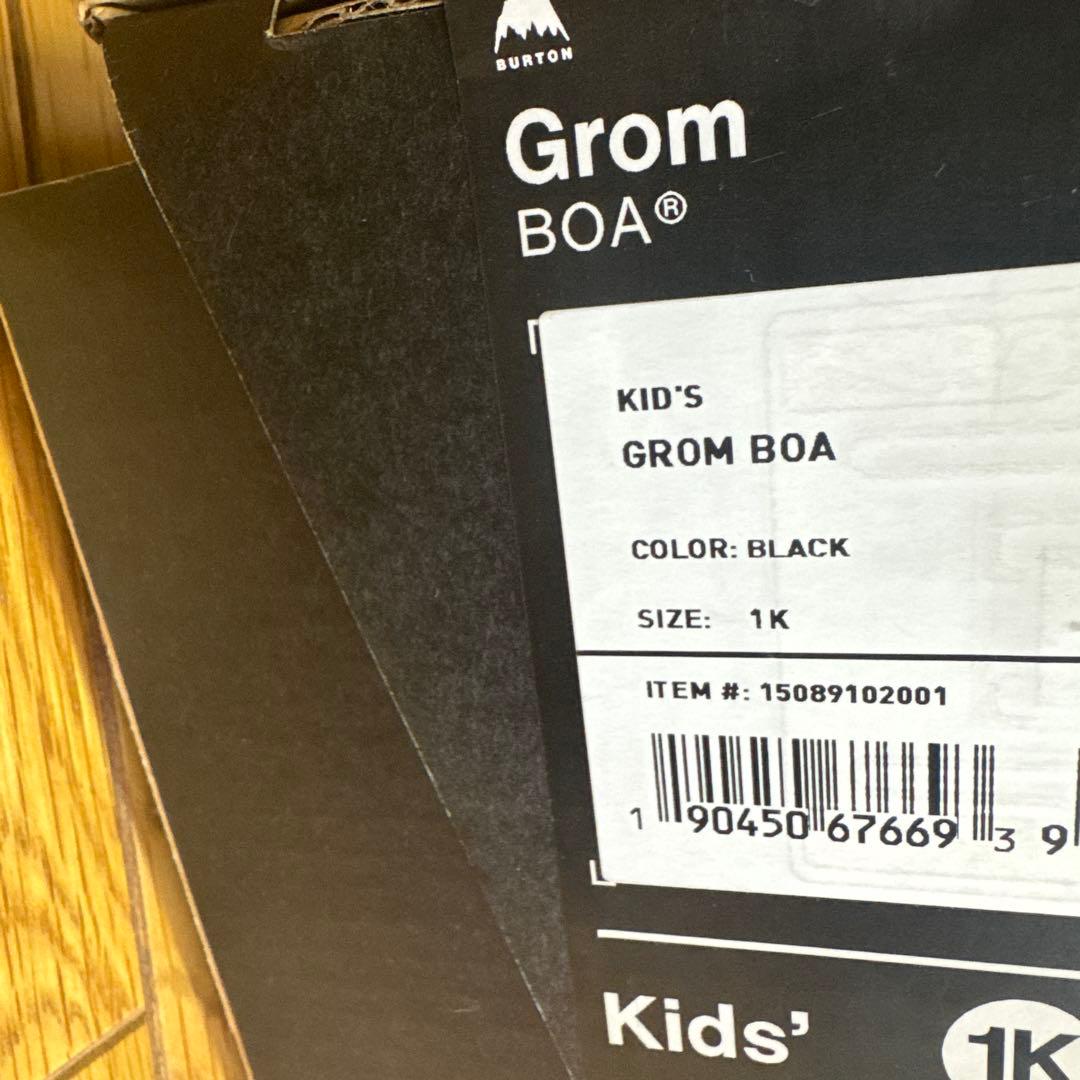 BURTON
Grom
BOA®
KID'S
GROM BOA
COLOR: BLACK
SIZE: 1K
ITEM #: 15089102001
1 90450 67669 3 9
Kids’
1K